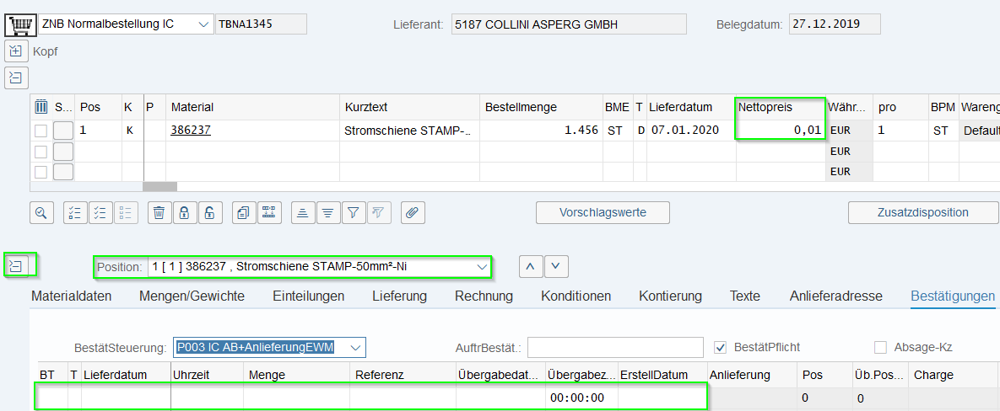 ZNB Normalbestellung IC TBNA1345 Lieferant: 5187 COLLINI ASPERG GMBH Belegdatum: 27.12.2019
Kopf
S... Pos K P Material Kurztext Bestellmenge BME T Lieferdatum Nettopreis Währ... pro BPM Wareng
1 K 386237 Stromschiene STAMP-... 1.456 ST D 07.01.2020 0,01 EUR 1 ST Default
EUR
EUR
Vorschlagswerte Zusatzdisposition
Position: 1 [ 1 ] 386237 , Stromschiene STAMP-50mm²-Ni
Materialdaten Mengen/Gewichte Einteilungen Lieferung Rechnung Konditionen Kontierung Texte Anlieferadresse Bestätigungen
BestätSteuerung: P003 IC AB+AnlieferungEWM AuftrBestät.: BestätPflicht Absage-Kz
BT T Lieferdatum Uhrzeit Menge Referenz Übergabedat... Übergabez... ErstellDatum Anlieferung Pos Üb.Pos... Charge
00:00:00 0 0